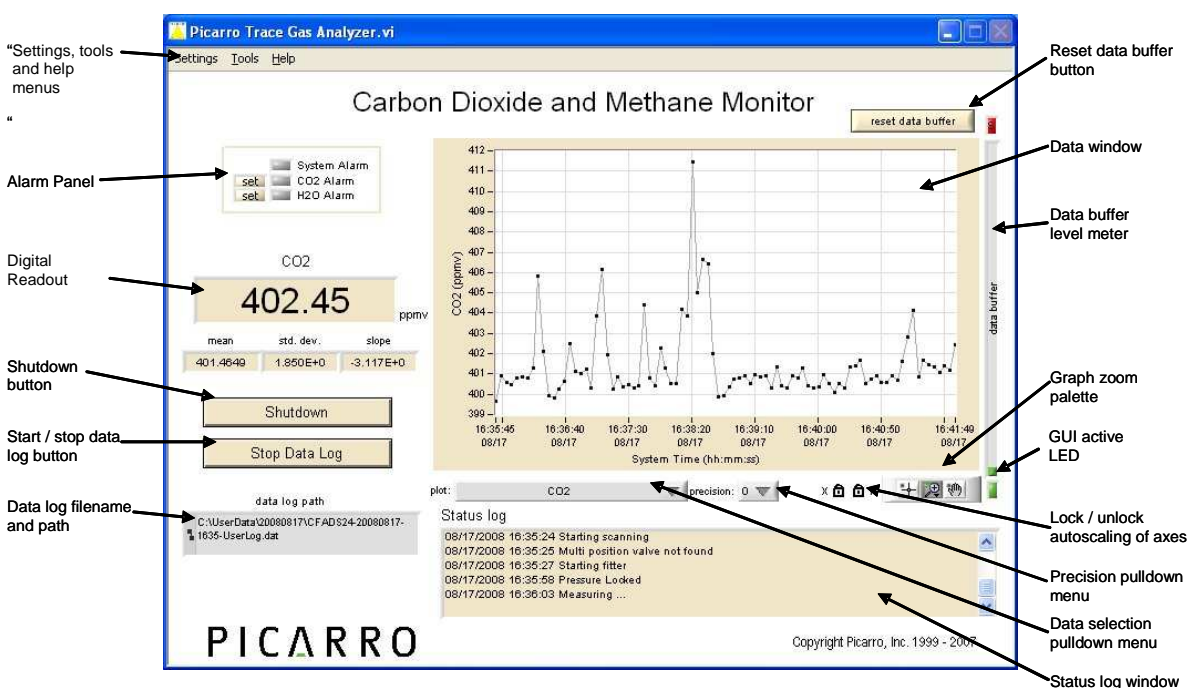 Picarro Trace Gas Analyzer.vi
Settings Tools Help
Carbon Dioxide and Methane Monitor
reset data buffer
System Alarm
set CO2 Alarm
set H2O Alarm
CO2
402.45
ppmv
mean std. dev. slope
401.4649 1.850E+0 -3.117E+0
Shutdown
Stop Data Log
data log path
C:\UserData\20080817\CFADS24-20080817-
1635-UserLog.dat
CO2 (ppmv)
412
411
410
409
408
407
406
405
404
403
402
401
400
399
16:35:45 16:36:40 16:37:30 16:38:20 16:39:10 16:40:00 16:40:50 16:41:49
08/17 08/17 08/17 08/17 08/17 08/17 08/17 08/17
System Time (hh:mm:ss)
data buffer
plot: CO2 precision: 0 X
Status log
08/17/2008 16:35:24 Starting scanning
08/17/2008 16:35:25 Multi position valve not found
08/17/2008 16:35:27 Starting fitter
08/17/2008 16:35:58 Pressure Locked
08/17/2008 16:36:03 Measuring ...
PICARRO
Copyright Picarro, Inc. 1999 - 2007
“Settings, tools
and help
menus
“
Alarm Panel
Digital
Readout
Shutdown
button
Start / stop data
log button
Data log filename
and path
Reset data buffer
button
Data window
Data buffer
level meter
Graph zoom
palette
GUI active
LED
Lock / unlock
autoscaling of axes
Precision pulldown
menu
Data selection
pulldown menu
Status log window